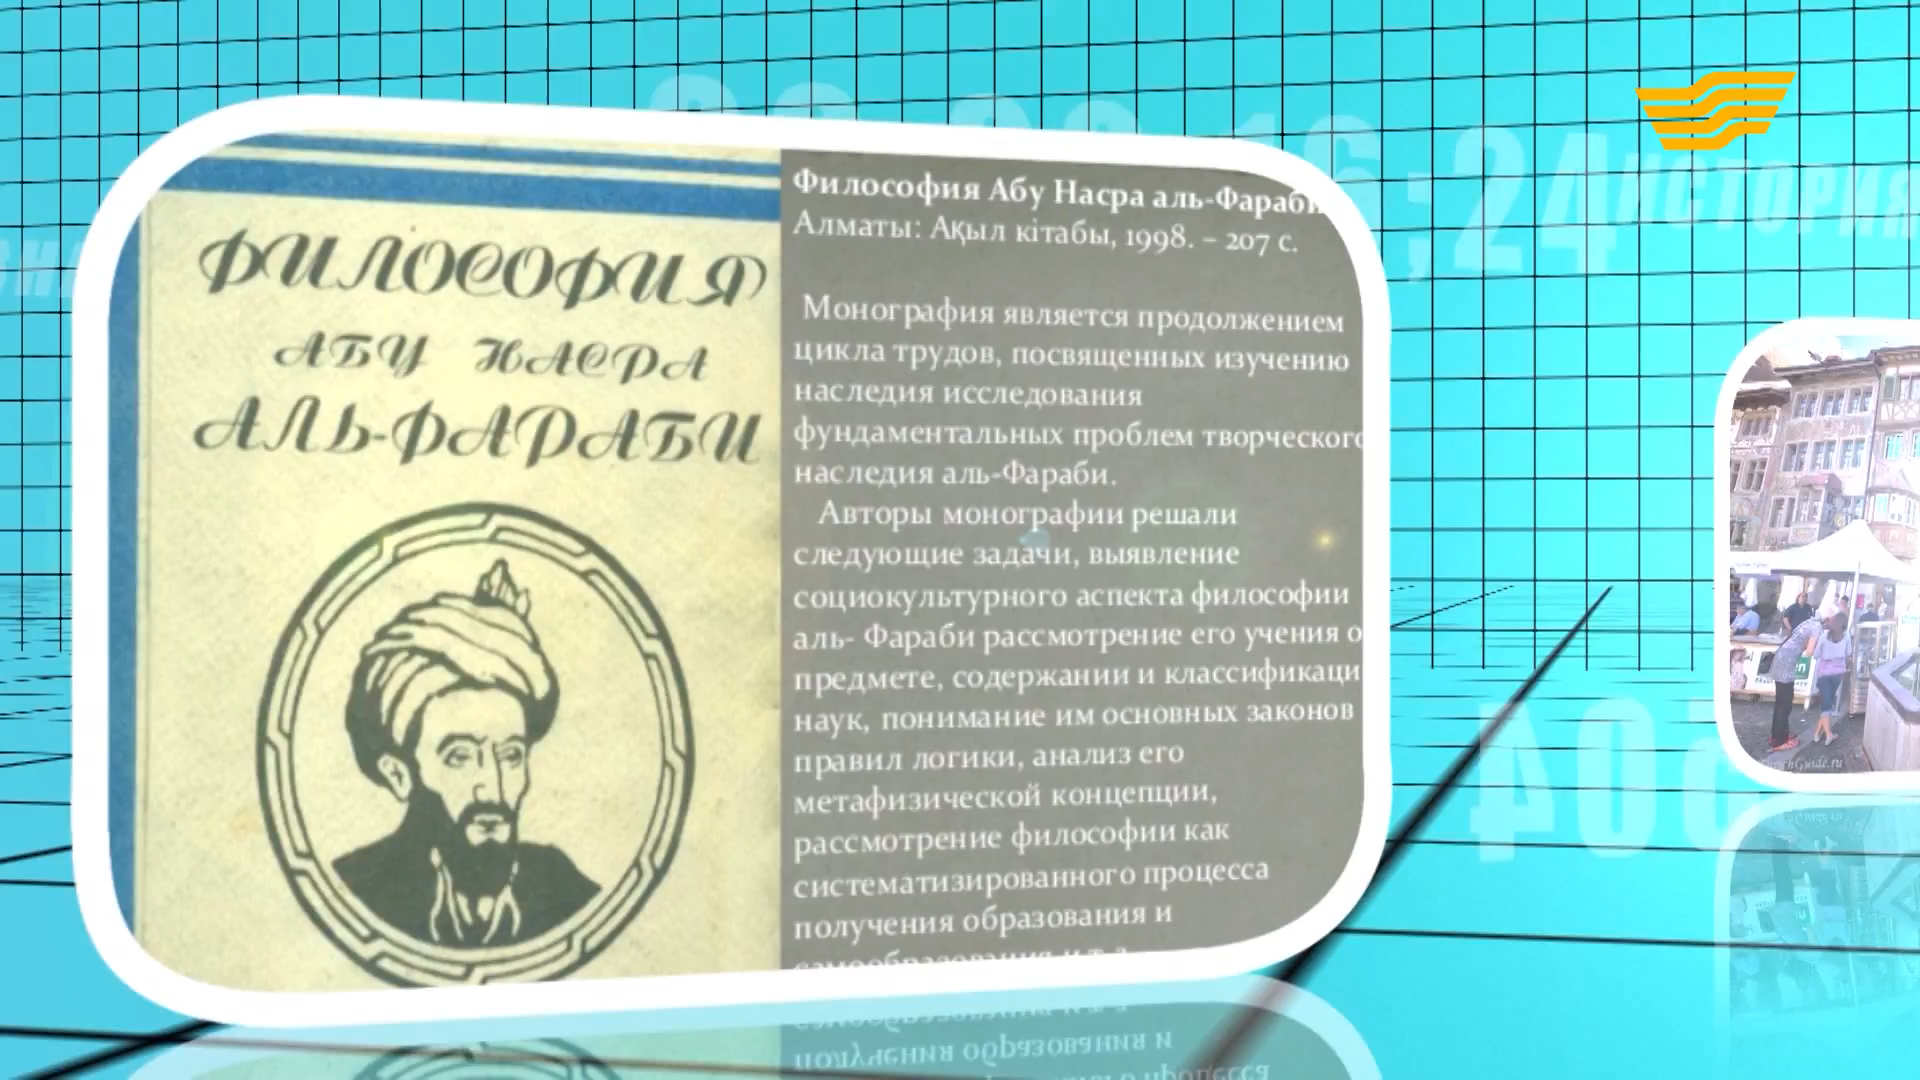 ФИЛОСОФИЯ
АБУ НАСРА
АЛЬ-ФАРАБИ
Философия Абу Насра аль-Фараби
Алматы: Ақыл кітабы, 1998. – 207 с.
Монография является продолжением
цикла трудов, посвященных изучению
наследия исследования
фундаментальных проблем творческого
наследия аль-Фараби.
Авторы монографии решали
следующие задачи, выявление
социокультурного аспекта философии
аль- Фараби рассмотрение его учения о
предмете, содержании и классификаци
наук, понимание им основных законов
правил логики, анализ его
метафизической концепции,
рассмотрение философии как
систематизированного процесса
получения образования и
самообразования и т.д.
24
ИСТОРИЯ